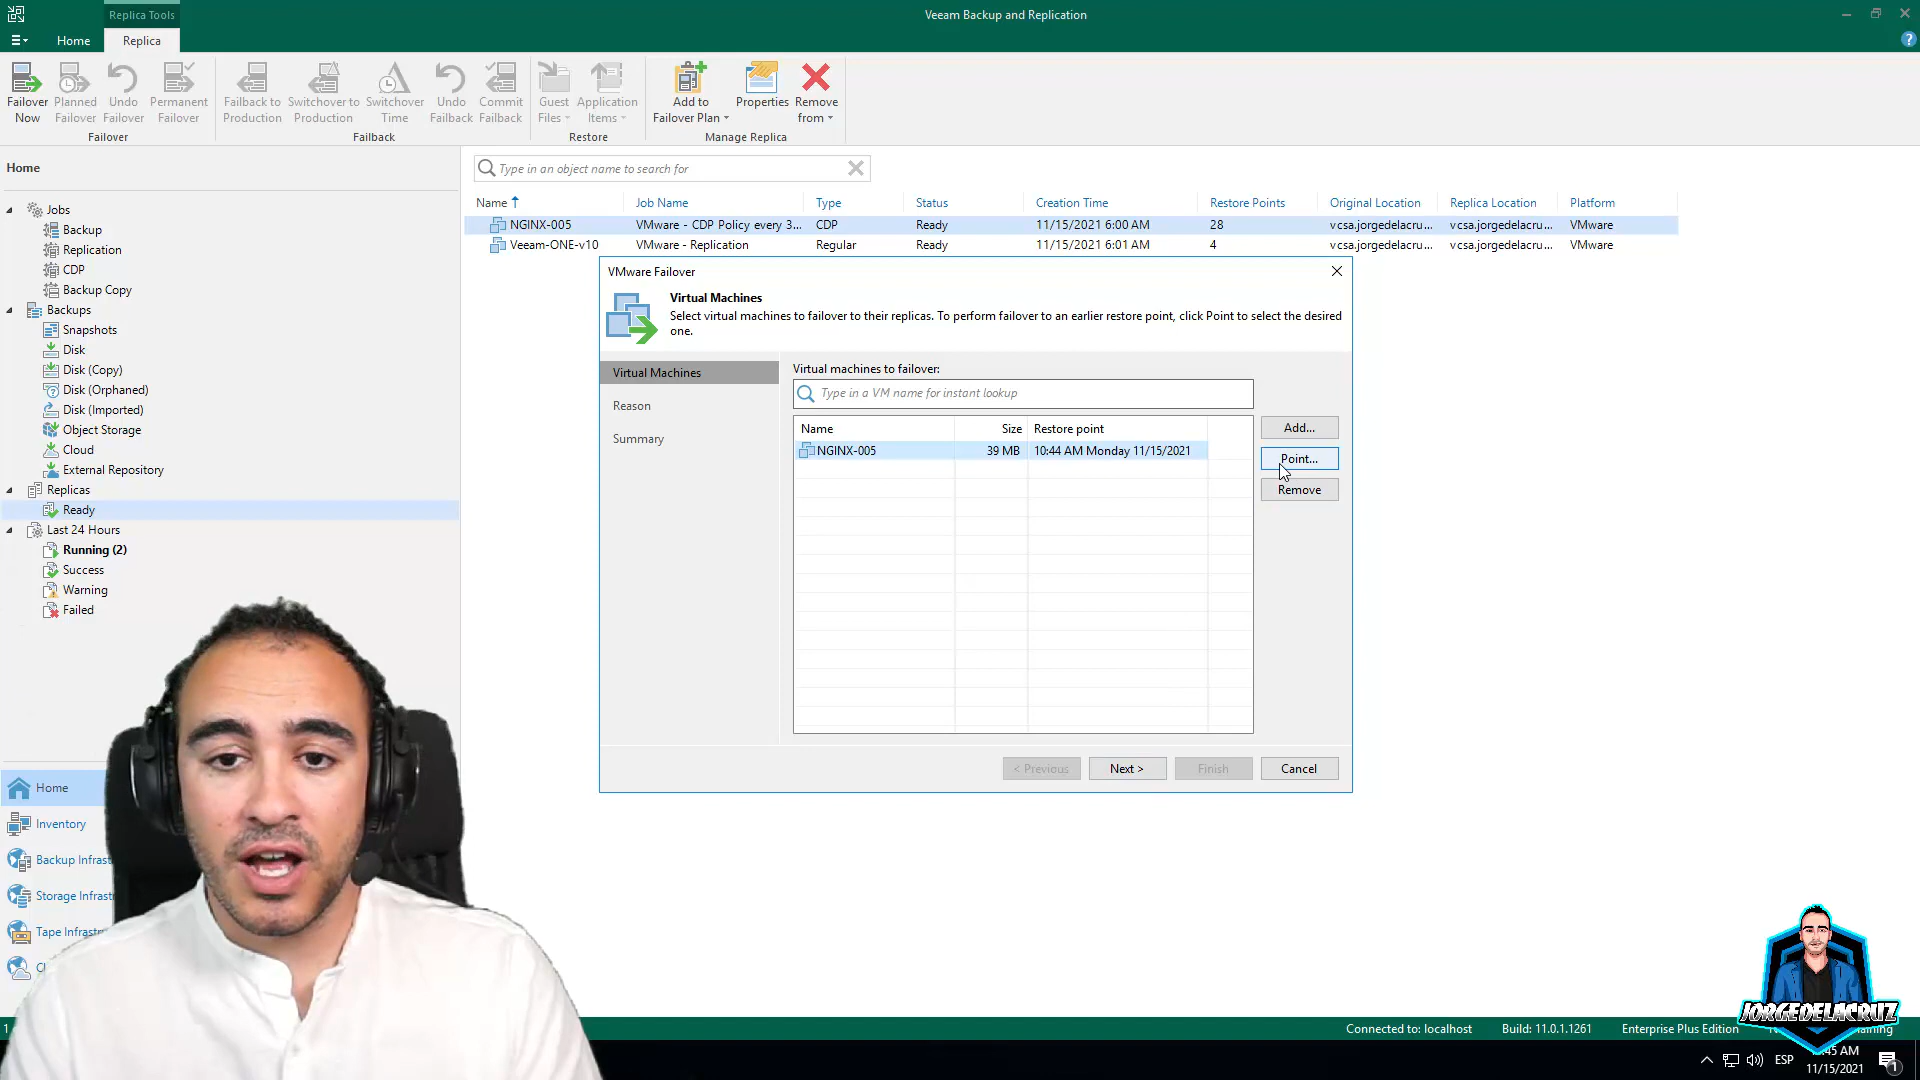 Replica Tools
Veeam Backup and Replication
Home
Replica
Failover Now
Planned Failover
Undo Failover
Permanent Failover
Failback to Production
Switchover to Production
Switchover Time
Undo Failback
Commit Failback
Guest Files
Application Items
Add to Failover Plan
Properties
Remove from
Failover
Failback
Restore
Manage Replica
Home
Type in an object name to search for
Name Job Name Type Status Creation Time Restore Points Original Location Replica Location Platform
NGINX-005 VMware - CDP Policy every 3... CDP Ready 11/15/2021 6:00 AM 28 vcsa.jorgedelacru... vcsa.jorgedelacru... VMware
Veeam-ONE-v10 VMware - Replication Regular Ready 11/15/2021 6:01 AM 4 vcsa.jorgedelacru... vcsa.jorgedelacru... VMware
Jobs
Backup
Replication
CDP
Backup Copy
Backups
Snapshots
Disk
Disk (Copy)
Disk (Orphaned)
Disk (Imported)
Object Storage
Cloud
External Repository
Replicas
Ready
Last 24 Hours
Running (2)
Success
Warning
Failed
Home
Inventory
Backup Infrast
Storage Infrast
Tape Infrastr
VMware Failover
Virtual Machines
Select virtual machines to failover to their replicas. To perform failover to an earlier restore point, click Point to select the desired
one.
Virtual Machines
Reason
Summary
Virtual machines to failover:
Type in a VM name for instant lookup
Name Size Restore point
NGINX-005 39 MB 10:44 AM Monday 11/15/2021
Add...
Point...
Remove
< Previous
Next >
Finish
Cancel
JORGEDELACRUZ
1
Connected to: localhost
Build: 11.0.1.1261
Enterprise Plus Edition
ESP
:45 AM
11/15/2021
1